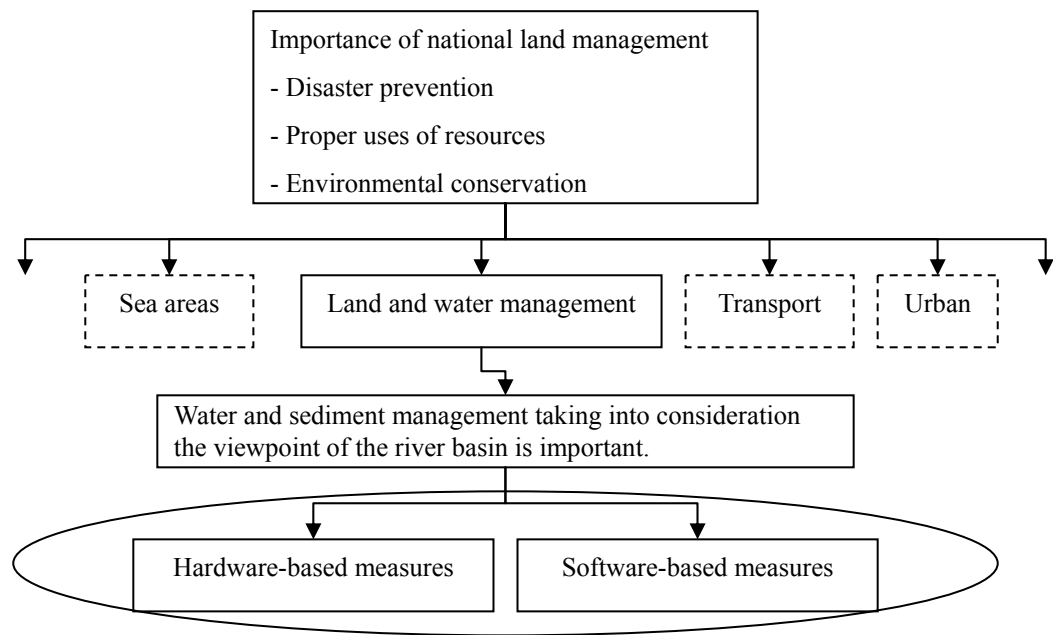 Importance of national land management
- Disaster prevention
- Proper uses of resources
- Environmental conservation
Sea areas
Land and water management
Transport
Urban
Water and sediment management taking into consideration
the viewpoint of the river basin is important.
Hardware-based measures
Software-based measures